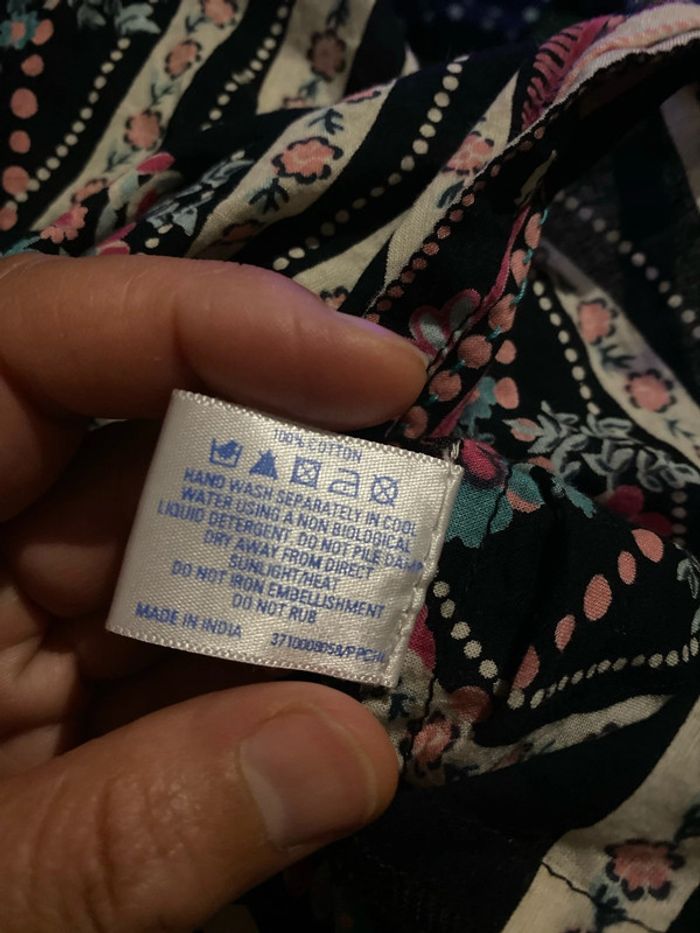 100% COTTON
HAND WASH SEPARATELY IN COOL
WATER USING A NON BIOLOGICAL
LIQUID DETERGENT. DO NOT PILE DAMP
DRY AWAY FROM DIRECT
SUNLIGHT/HEAT
DO NOT IRON EMBELLISHMENT
DO NOT RUB
MADE IN INDIA